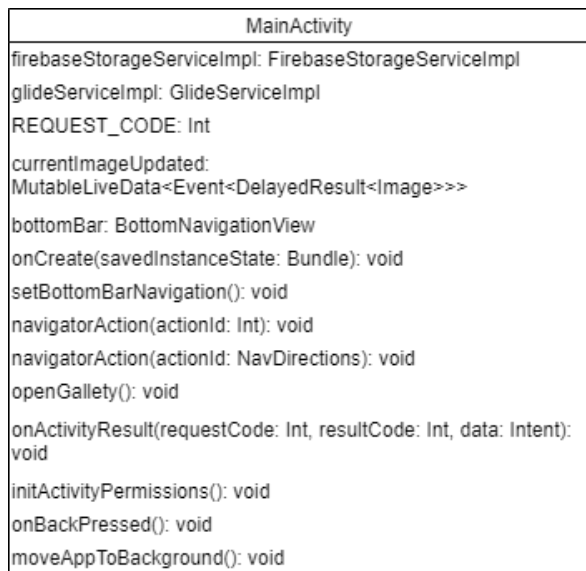 MainActivity
firebaseStorageServiceImpl: FirebaseStorageServiceImpl
glideServiceImpl: GlideServiceImpl
REQUEST_CODE: Int
currentImageUpdated:
MutableLiveData<Event<DelayedResult<Image>>>
bottomBar: BottomNavigationView
onCreate(savedInstanceState: Bundle): void
setBottomBarNavigation(): void
navigatorAction(actionId: Int): void
navigatorAction(actionId: NavDirections): void
openGallety(): void
onActivityResult(requestCode: Int, resultCode: Int, data: Intent):
void
initActivityPermissions(): void
onBackPressed(): void
moveAppToBackground(): void